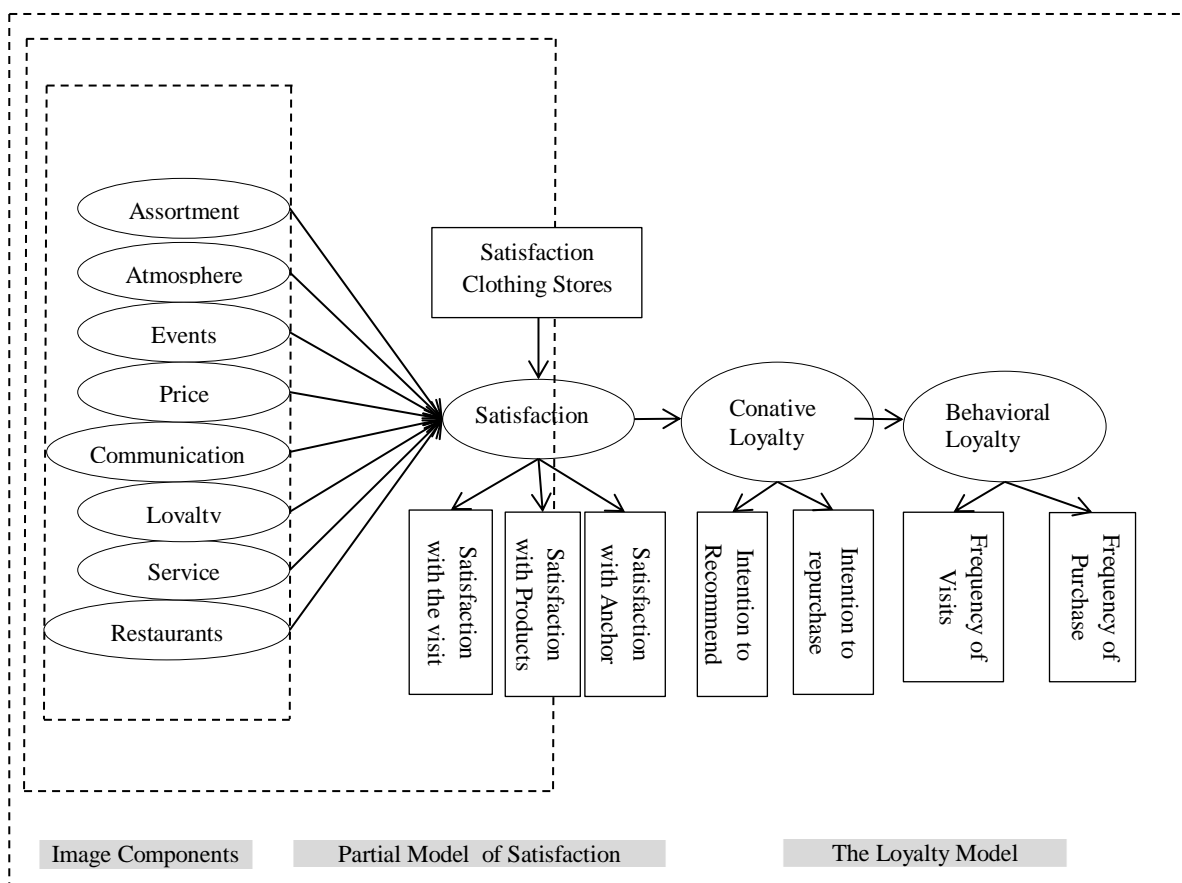 Assortment
Atmosphere
Events
Price
Communication
Loyalty
Service
Restaurants
Satisfaction
Clothing Stores
Satisfaction
Conative
Loyalty
Behavioral
Loyalty
Satisfaction
with the visit
Satisfaction
with Products
Satisfaction
with Anchor
Intention to
Recommend
Intention to
repurchase
Frequency of
Visits
Frequency of
Purchase
Image Components
Partial Model of Satisfaction
The Loyalty Model